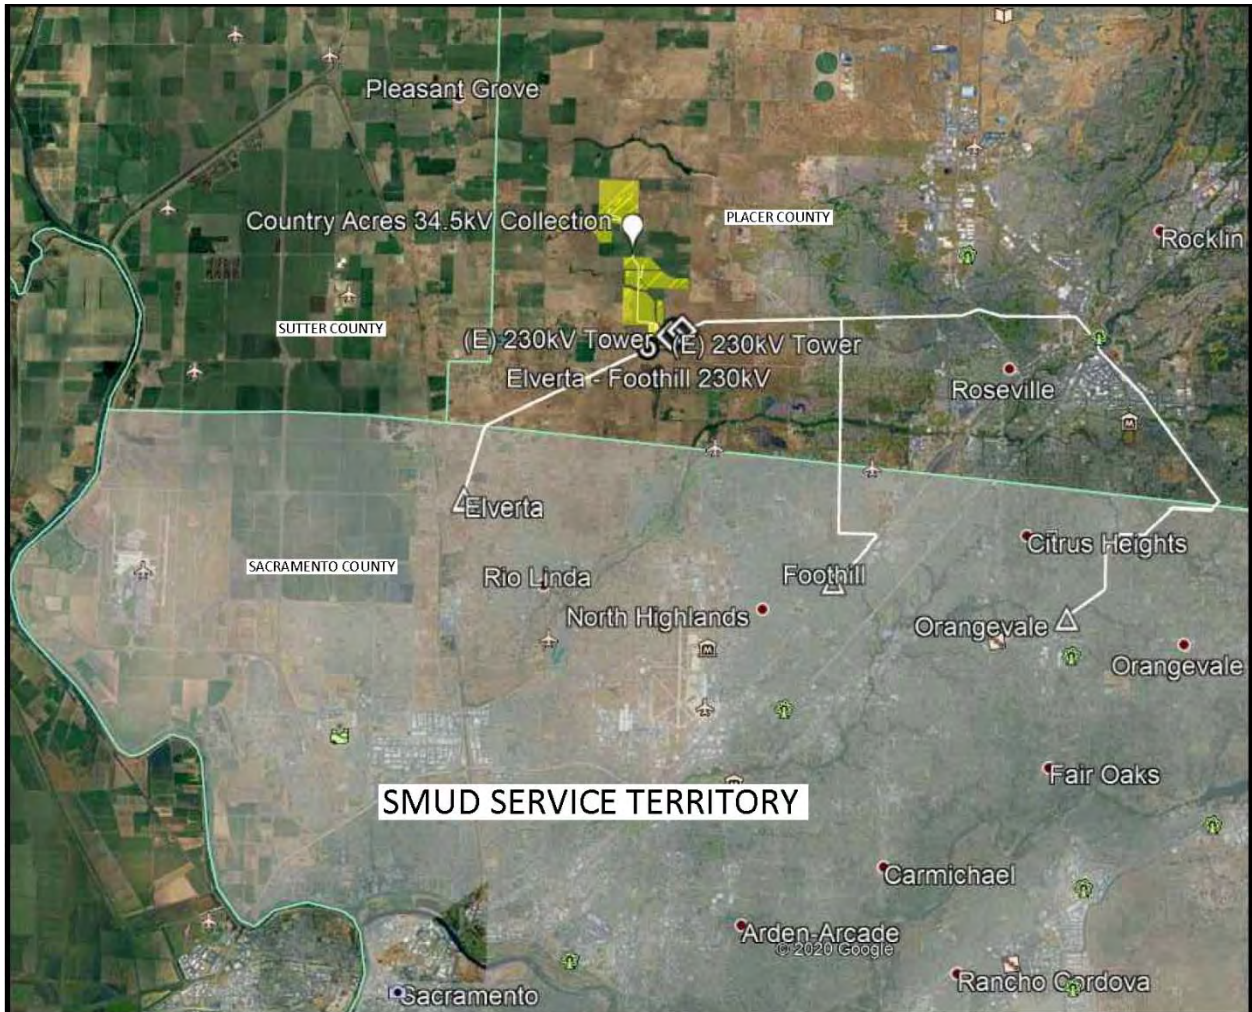 Pleasant Grove
Country Acres 34.5kV Collection
PLACER COUNTY
Rocklin
SUTTER COUNTY
(E) 230kV Tower
(E) 230kV Tower
Elverta - Foothill 230kV
Roseville
Elverta
Citrus Heights
SACRAMENTO COUNTY
Rio Linda
Foothill
North Highlands
Orangevale
Orangevale
SMUD SERVICE TERRITORY
Fair Oaks
Carmichael
Arden-Arcade
© 2020 Google
Rancho Cordova
Sacramento